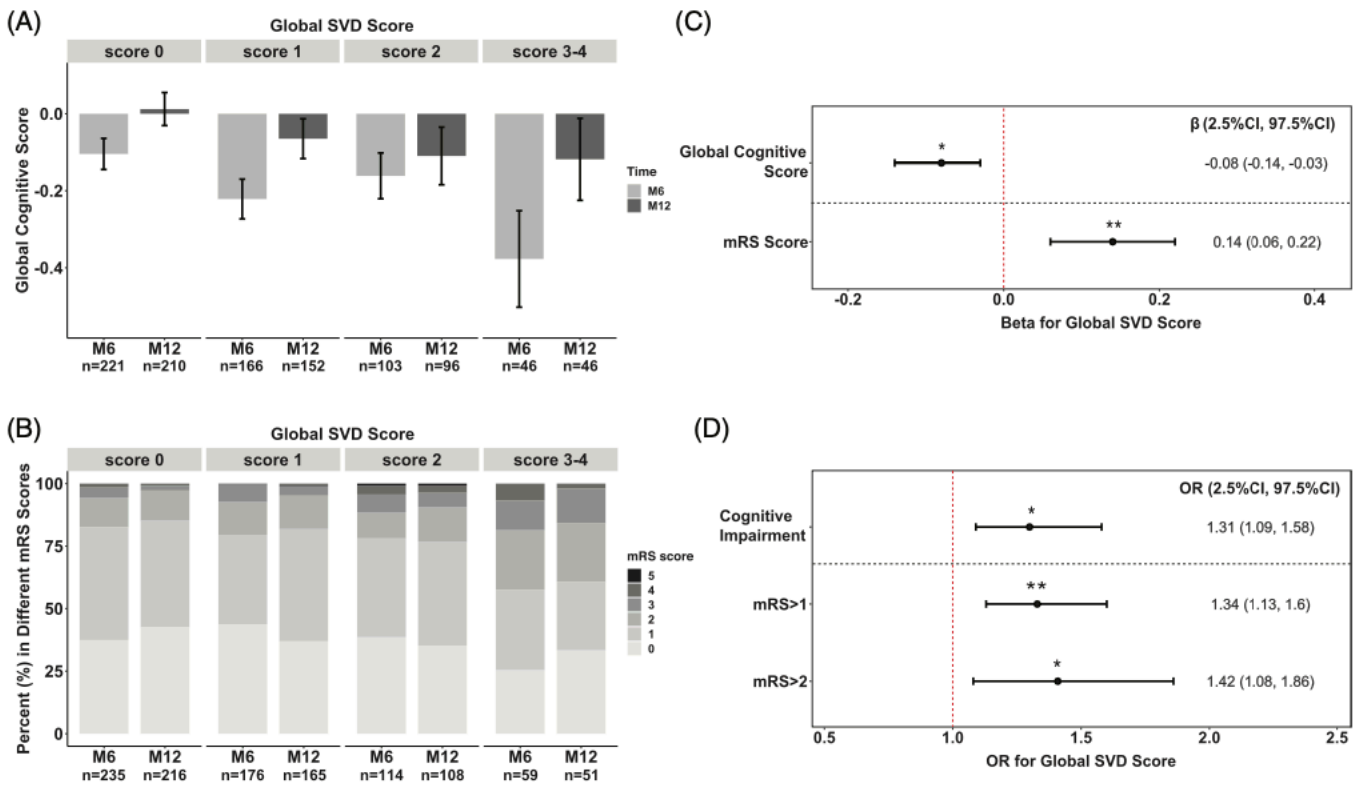 (A)
Global SVD Score
score 0 score 1 score 2 score 3-4
Global Cognitive Score
0.0
-0.2
-0.4
Time
M6
M12
M6 M12 M6 M12 M6 M12 M6 M12
n=221 n=210 n=166 n=152 n=103 n=96 n=46 n=46
(B)
Global SVD Score
score 0 score 1 score 2 score 3-4
Percent (%) in Different mRS Scores
100
75
50
25
0
mRS score
5
4
3
2
1
0
M6 M12 M6 M12 M6 M12 M6 M12
n=235 n=216 n=176 n=165 n=114 n=108 n=59 n=51
(C)
β (2.5%CI, 97.5%CI)
Global Cognitive
Score
*
-0.08 (-0.14, -0.03)
mRS Score
**
0.14 (0.06, 0.22)
-0.2 0.0 0.2 0.4
Beta for Global SVD Score
(D)
OR (2.5%CI, 97.5%CI)
Cognitive
Impairment
*
1.31 (1.09, 1.58)
mRS>1
**
1.34 (1.13, 1.6)
mRS>2
*
1.42 (1.08, 1.86)
0.5 1.0 1.5 2.0 2.5
OR for Global SVD Score